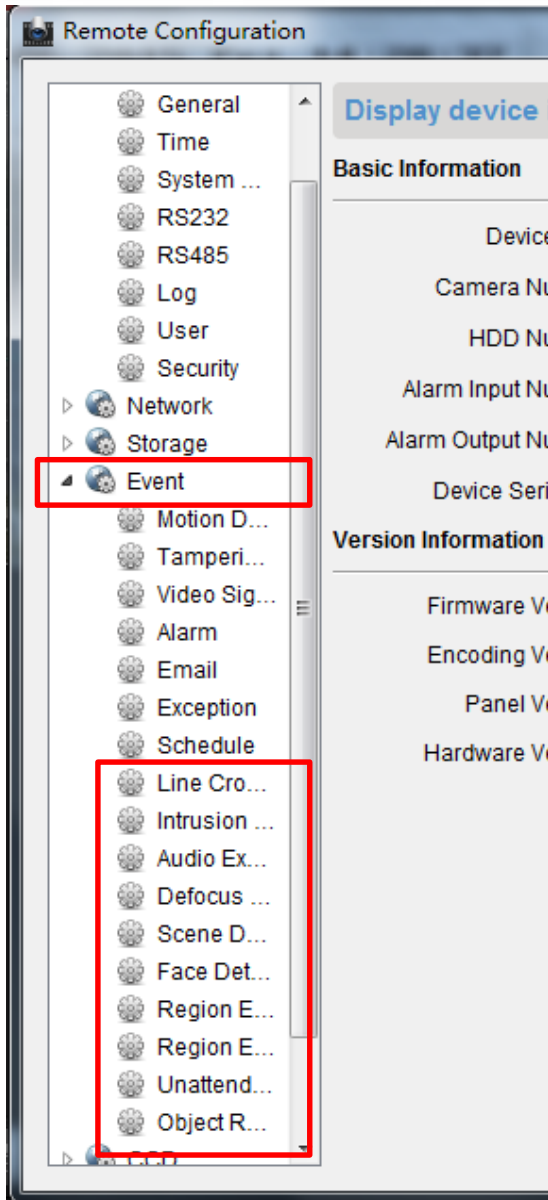 Remote Configuration
General
Time
System ...
RS232
RS485
Log
User
Security
Network
Storage
Event
Motion D...
Tamperi...
Video Sig...
Alarm
Email
Exception
Schedule
Line Cro...
Intrusion ...
Audio Ex...
Defocus ...
Scene D...
Face Det...
Region E...
Region E...
Unattend...
Object R...
CCD
Display device
Basic Information
Device
Camera Nu
HDD Nu
Alarm Input Nu
Alarm Output Nu
Device Seri
Version Information
Firmware Ve
Encoding Ve
Panel Ve
Hardware Ve